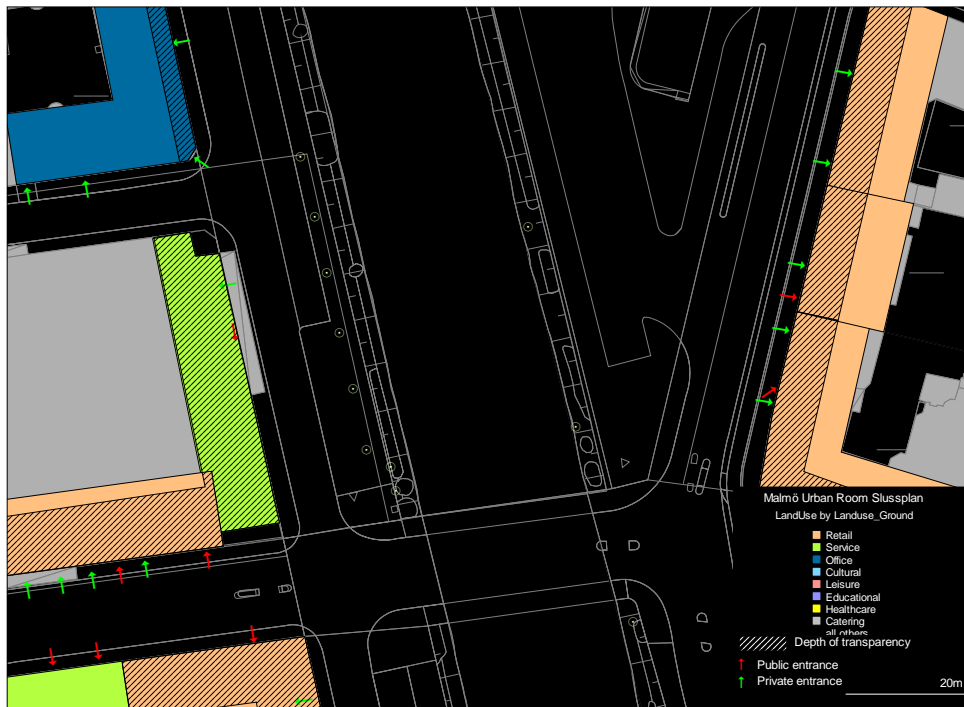 Malmö Urban Room Slussplan
LandUse by Landuse_Ground
Retail
Service
Office
Cultural
Leisure
Educational
Healthcare
Catering
all others
Depth of transparency
Public entrance
Private entrance
20m